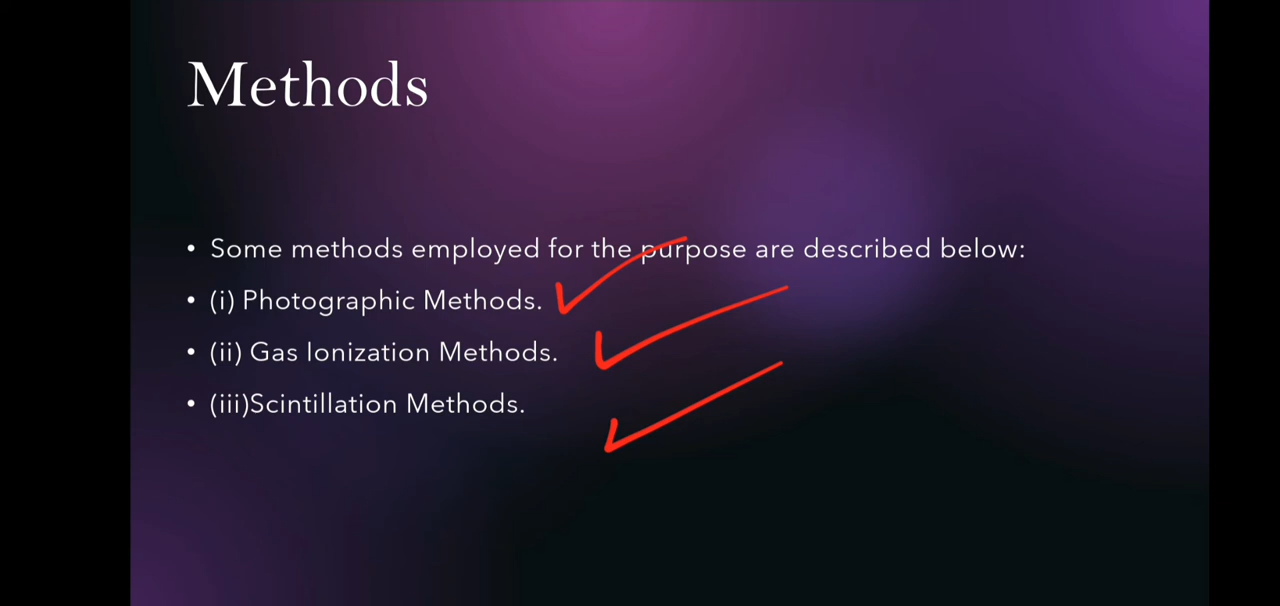 Methods
• Some methods employed for the purpose are described below:
• (i) Photographic Methods.
• (ii) Gas Ionization Methods.
• (iii)Scintillation Methods.